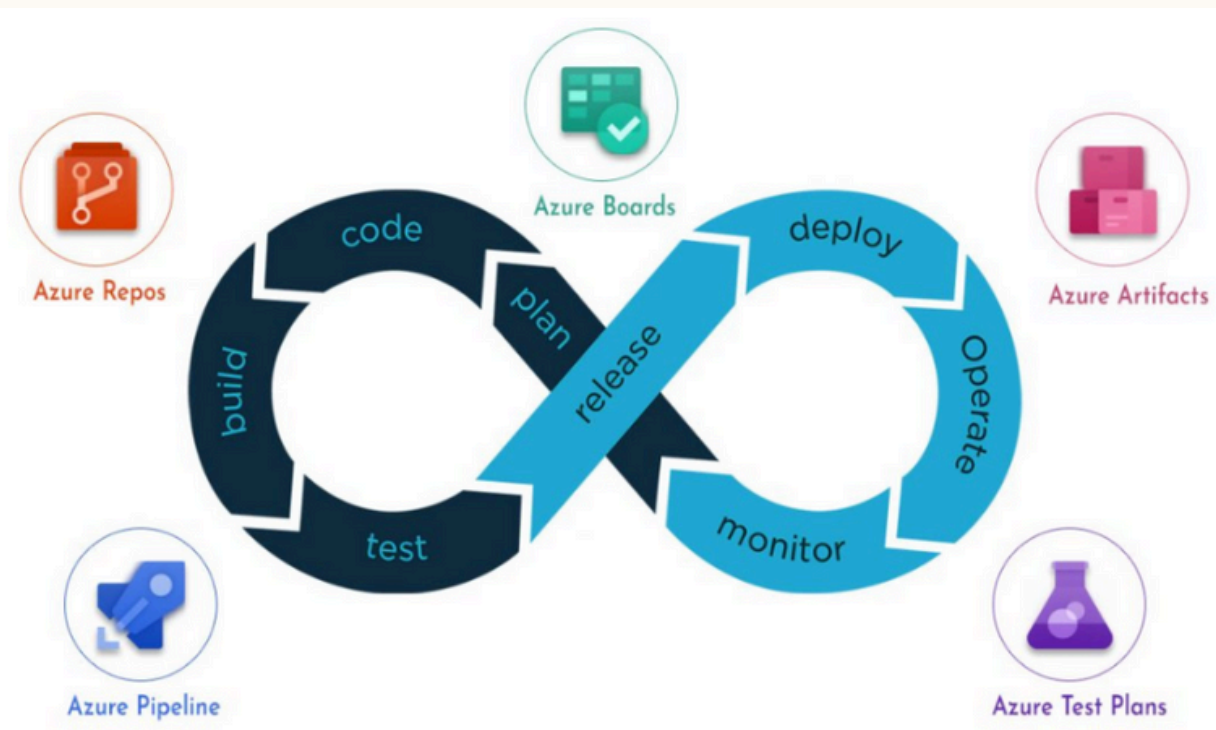 Azure Boards
Azure Repos
Azure Artifacts
code
deploy
plan
release
build
Operate
test
monitor
Azure Pipeline
Azure Test Plans